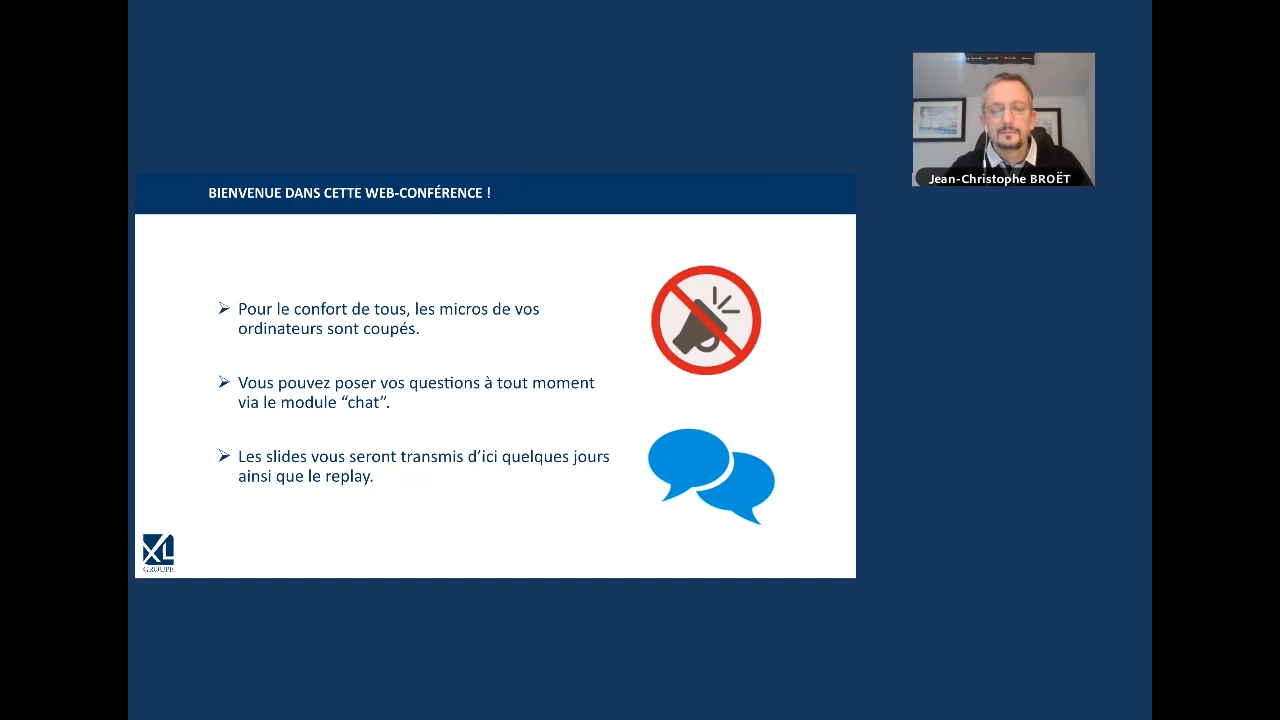 Jean-Christophe BROËT
BIENVENUE DANS CETTE WEB-CONFÉRENCE !
Pour le confort de tous, les micros de vos
ordinateurs sont coupés.
Vous pouvez poser vos questions à tout moment
via le module “chat”.
Les slides vous seront transmis d’ici quelques jours
ainsi que le replay.
XL
GROUPE